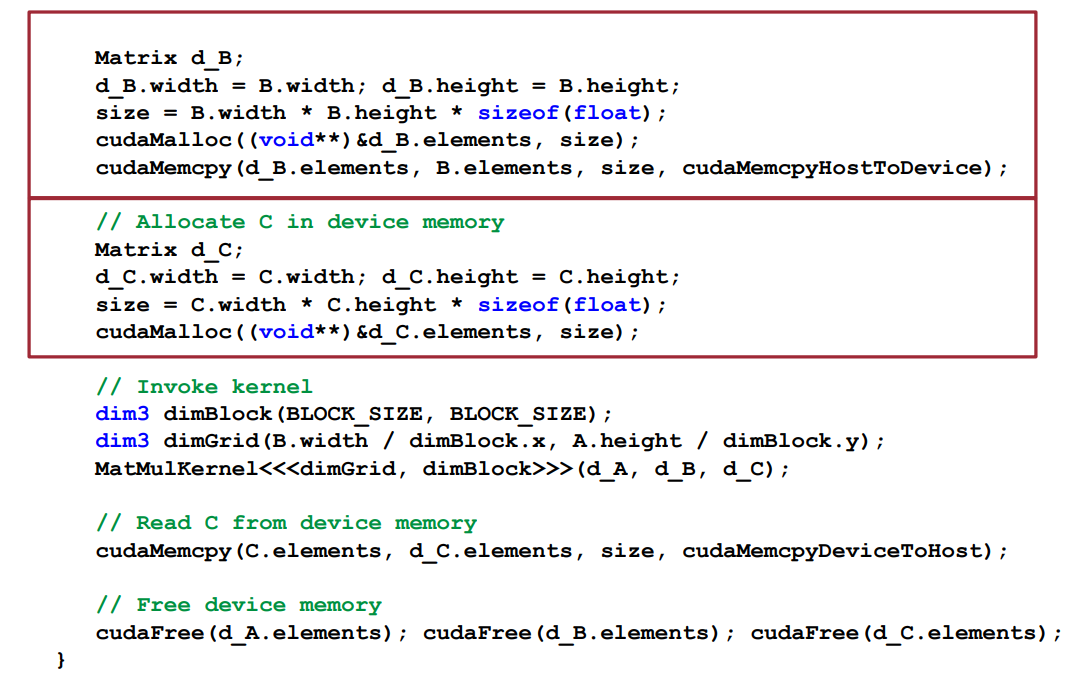 Matrix d_B;
d_B.width = B.width; d_B.height = B.height;
size = B.width * B.height * sizeof(float);
cudaMalloc((void**)&d_B.elements, size);
cudaMemcpy(d_B.elements, B.elements, size, cudaMemcpyHostToDevice);
// Allocate C in device memory
Matrix d_C;
d_C.width = C.width; d_C.height = C.height;
size = C.width * C.height * sizeof(float);
cudaMalloc((void**)&d_C.elements, size);
// Invoke kernel
dim3 dimBlock(BLOCK_SIZE, BLOCK_SIZE);
dim3 dimGrid(B.width / dimBlock.x, A.height / dimBlock.y);
MatMulKernel<<<dimGrid, dimBlock>>>(d_A, d_B, d_C);
// Read C from device memory
cudaMemcpy(C.elements, d_C.elements, size, cudaMemcpyDeviceToHost);
// Free device memory
cudaFree(d_A.elements); cudaFree(d_B.elements); cudaFree(d_C.elements);
}